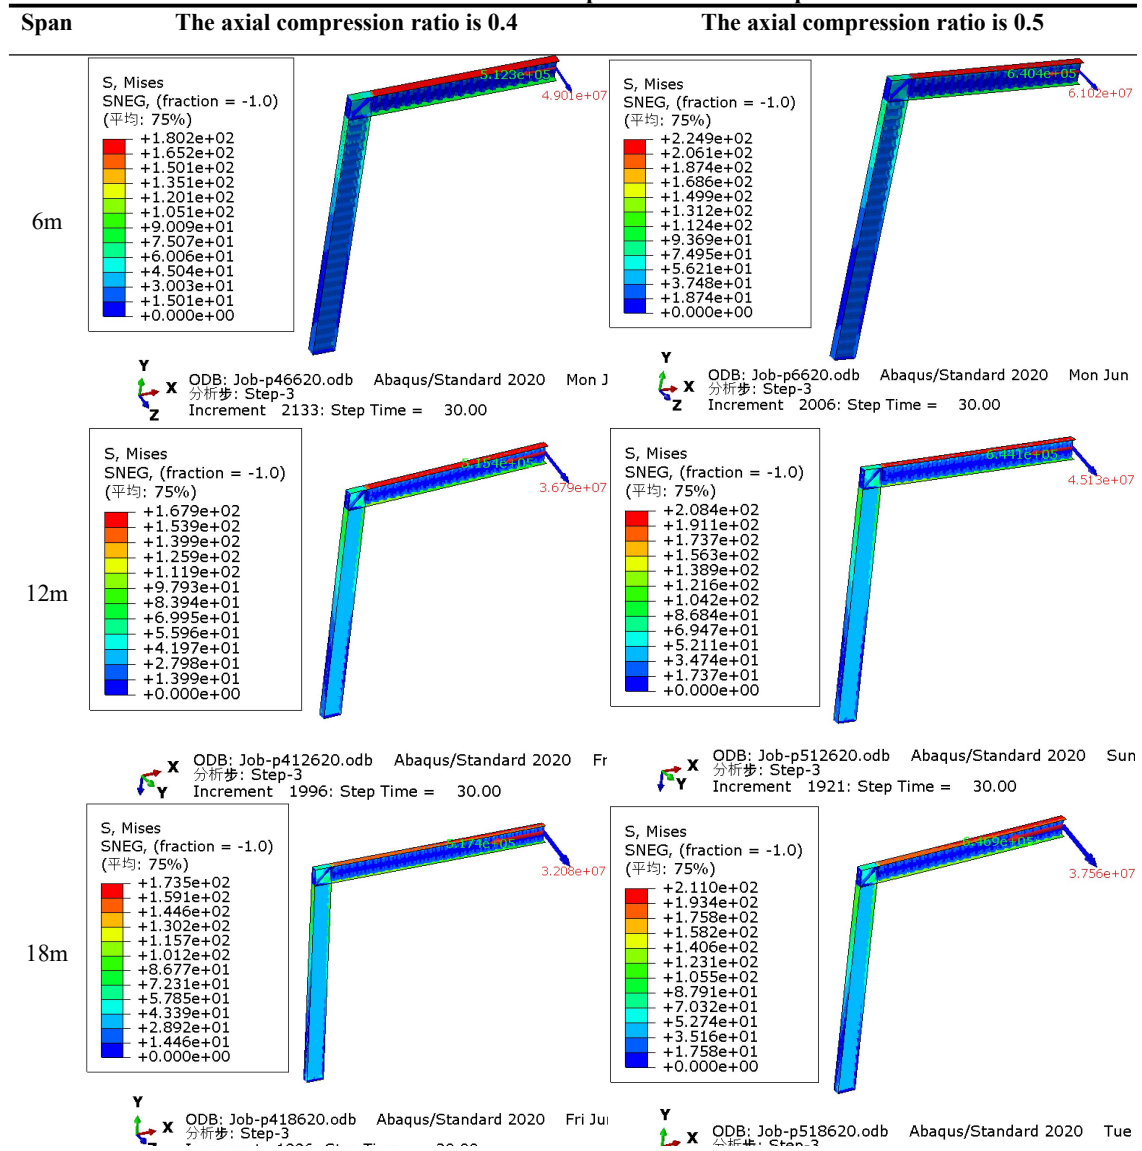 Span The axial compression ratio is 0.4 The axial compression ratio is 0.5
6m
S, Mises
SNEG, (fraction = -1.0)
(平均: 75%)
+1.802e+02
+1.652e+02
+1.501e+02
+1.351e+02
+1.201e+02
+1.051e+02
+9.009e+01
+7.507e+01
+6.006e+01
+4.504e+01
+3.003e+01
+1.501e+01
+0.000e+00
5.123e+05
4.901e+07
Y
X
Z
ODB: Job-p46620.odb Abaqus/Standard 2020 Mon J
分析步: Step-3
Increment 2133: Step Time = 30.00
S, Mises
SNEG, (fraction = -1.0)
(平均: 75%)
+2.249e+02
+2.061e+02
+1.874e+02
+1.686e+02
+1.499e+02
+1.312e+02
+1.124e+02
+9.369e+01
+7.495e+01
+5.621e+01
+3.748e+01
+1.874e+01
+0.000e+00
6.404e+05
6.102e+07
Y
X
Z
ODB: Job-p6620.odb Abaqus/Standard 2020 Mon Jun
分析步: Step-3
Increment 2006: Step Time = 30.00
12m
S, Mises
SNEG, (fraction = -1.0)
(平均: 75%)
+1.679e+02
+1.539e+02
+1.399e+02
+1.259e+02
+1.119e+02
+9.793e+01
+8.394e+01
+6.995e+01
+5.596e+01
+4.197e+01
+2.798e+01
+1.399e+01
+0.000e+00
5.154e+05
3.679e+07
X
Y
ODB: Job-p412620.odb Abaqus/Standard 2020 Fr
分析步: Step-3
Increment 1996: Step Time = 30.00
S, Mises
SNEG, (fraction = -1.0)
(平均: 75%)
+2.084e+02
+1.911e+02
+1.737e+02
+1.563e+02
+1.389e+02
+1.216e+02
+1.042e+02
+8.684e+01
+6.947e+01
+5.211e+01
+3.474e+01
+1.737e+01
+0.000e+00
6.441e+05
4.513e+07
X
Y
ODB: Job-p512620.odb Abaqus/Standard 2020 Sun
分析步: Step-3
Increment 1921: Step Time = 30.00
18m
S, Mises
SNEG, (fraction = -1.0)
(平均: 75%)
+1.735e+02
+1.591e+02
+1.446e+02
+1.302e+02
+1.157e+02
+1.012e+02
+8.677e+01
+7.231e+01
+5.785e+01
+4.339e+01
+2.892e+01
+1.446e+01
+0.000e+00
5.174e+05
3.208e+07
Y
X
ODB: Job-p418620.odb Abaqus/Standard 2020 Fri Ju
分析步: Step-3
S, Mises
SNEG, (fraction = -1.0)
(平均: 75%)
+2.110e+02
+1.934e+02
+1.758e+02
+1.582e+02
+1.406e+02
+1.231e+02
+1.055e+02
+8.791e+01
+7.032e+01
+5.274e+01
+3.516e+01
+1.758e+01
+0.000e+00
6.469e+05
3.756e+07
Y
X
ODB: Job-p518620.odb Abaqus/Standard 2020 Tue
分析步: Step-3